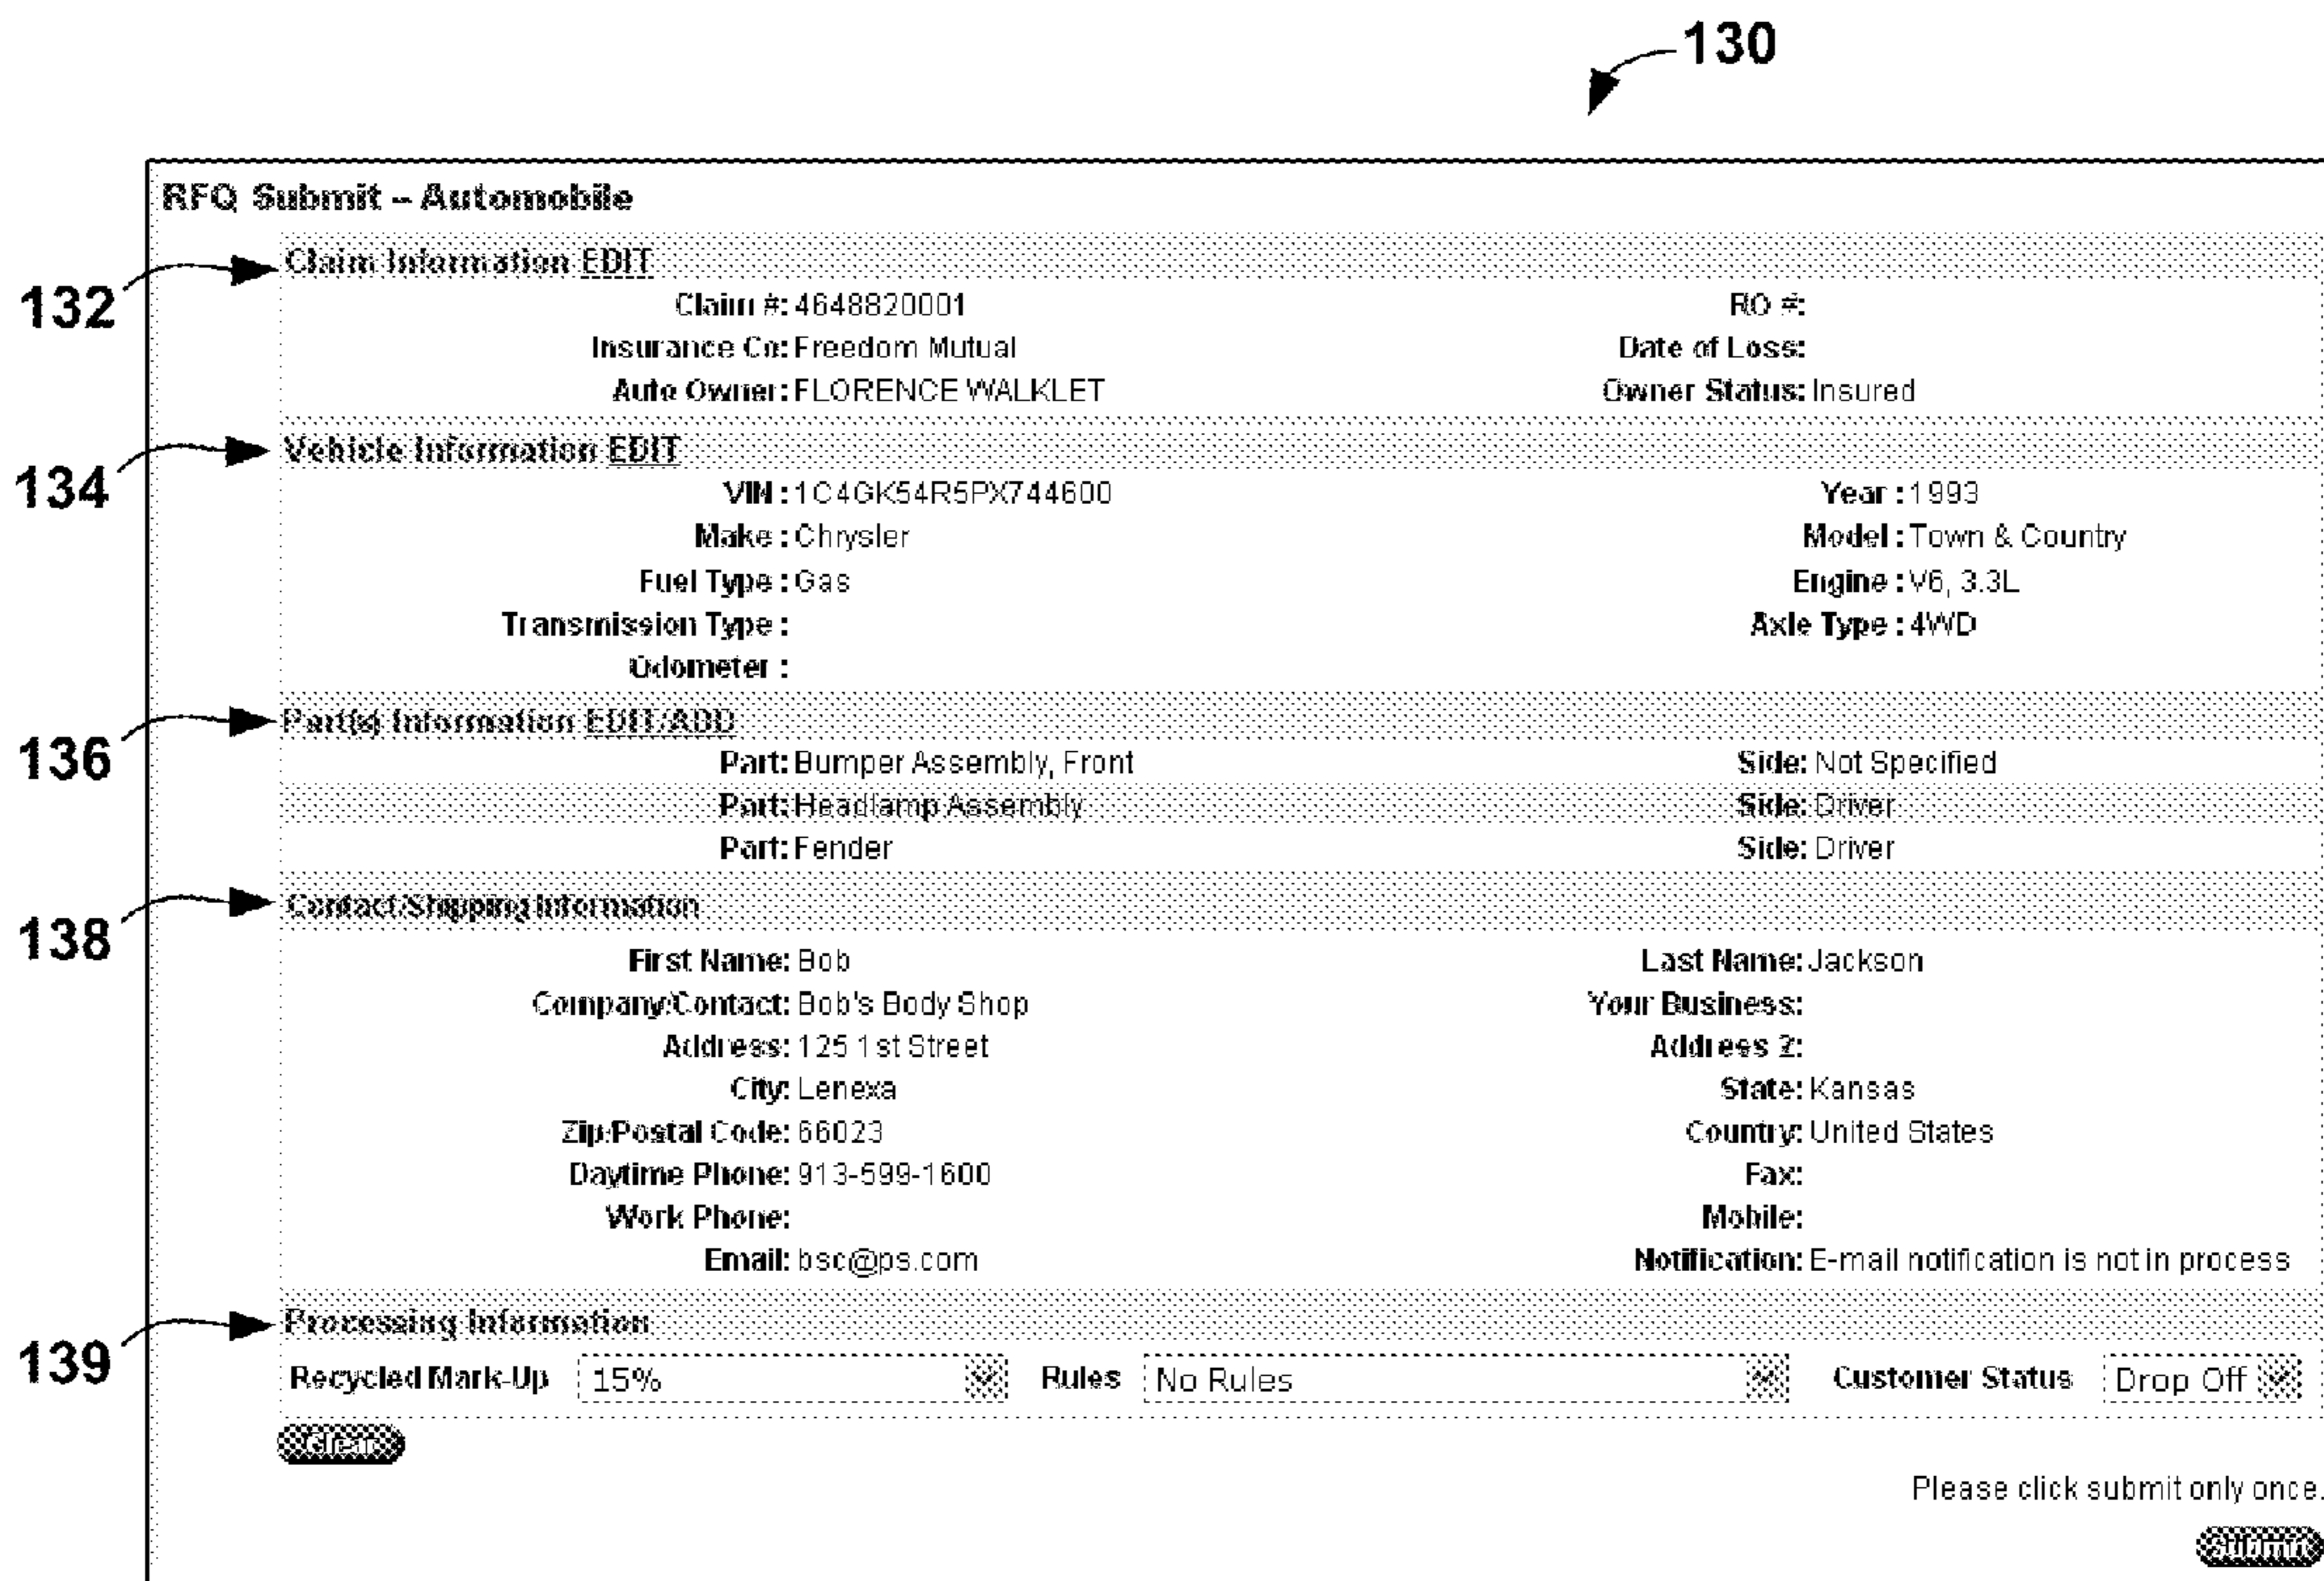 130
RFQ Submit – Automobile
132
Claim Information EDIT
Claim #: 4648820001 RO #:
Insurance Co: Freedom Mutual Date of Loss:
Auto Owner: FLORENCE WALKLET Owner Status: Insured
134
Vehicle Information EDIT
VIN : 1C4GK54R5PX744600 Year : 1993
Make : Chrysler Model : Town & Country
Fuel Type : Gas Engine : V6, 3.3L
Transmission Type : Axle Type : 4WD
Odometer :
136
Part(s) Information EDIT/ADD
Part: Bumper Assembly, Front Side: Not Specified
Part: Headlamp Assembly Side: Driver
Part: Fender Side: Driver
138
Contact/Shipping Information
First Name: Bob Last Name: Jackson
Company/Contact: Bob's Body Shop Your Business:
Address: 125 1st Street Address 2:
City: Lenexa State: Kansas
Zip/Postal Code: 66023 Country: United States
Daytime Phone: 913-599-1600 Fax:
Work Phone: Mobile:
Email: bsc@ps.com Notification: E-mail notification is not in process
139
Processing Information
Recycled Mark-Up 15% Rules No Rules Customer Status Drop Off
Clear
Please click submit only once.
Submit